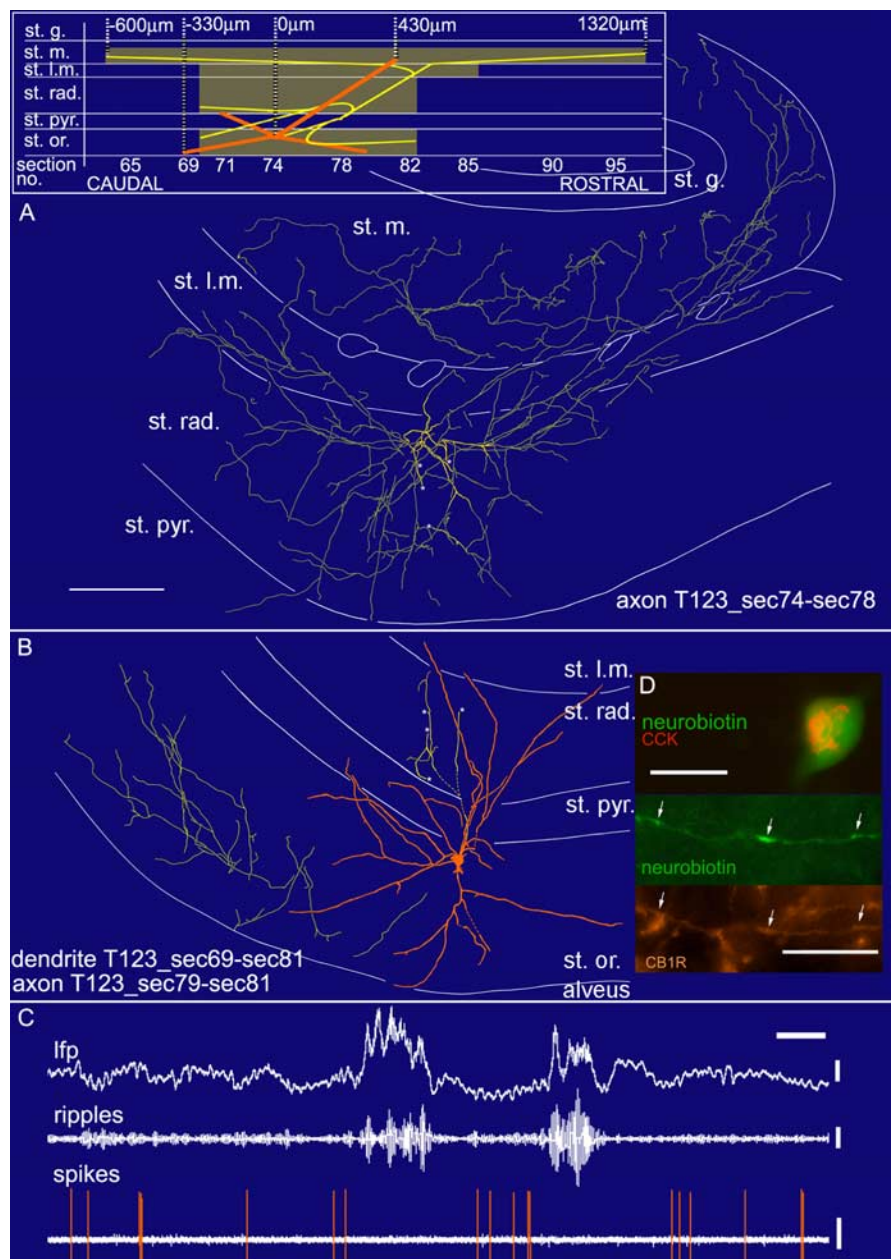 -600µm -330µm 0µm 430µm 1320µm
st. g.
st. m.
st. l.m.
st. rad.
st. pyr.
st. or.
section no. 65 69 71 74 78 82 85 90 95
CAUDAL ROSTRAL
st. g.
A
st. m.
st. l.m.
st. rad.
st. pyr.
axon T123_sec74-sec78
B
st. l.m.
st. rad.
st. pyr.
st. or.
alveus
dendrite T123_sec69-sec81
axon T123_sec79-sec81
D
neurobiotin
CCK
neurobiotin
CB1R
C
lfp
ripples
spikes